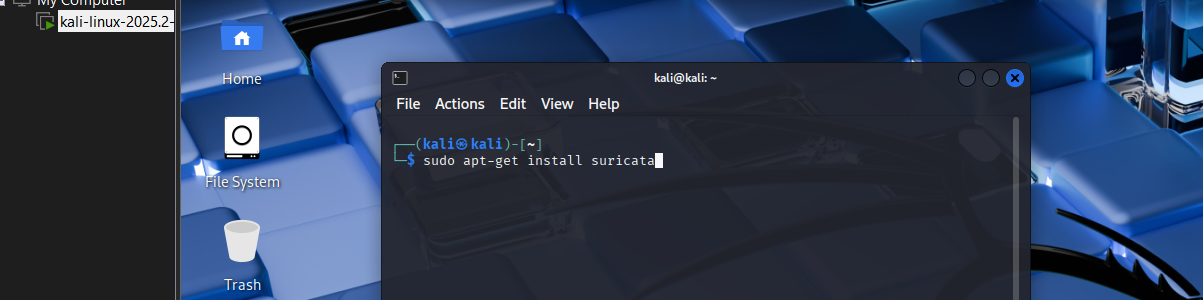 My Computer
kali-linux-2025.2-
Home
File System
Trash
kali@kali: ~
File Actions Edit View Help
┌──(kali㉿kali)-[~]
└─$ sudo apt-get install suricata